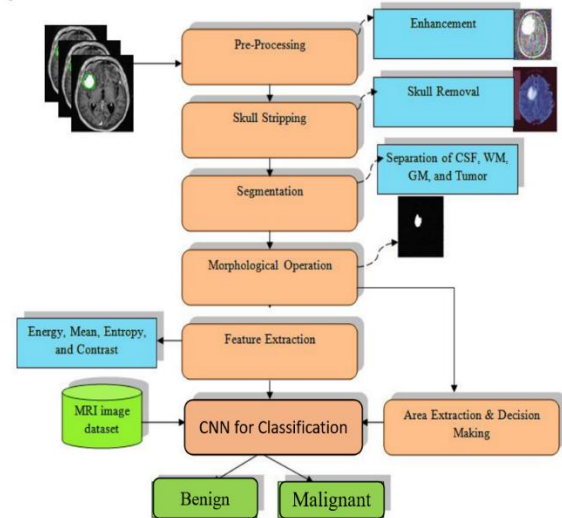 Pre-Processing
Enhancement
Skull Stripping
Skull Removal
Segmentation
Separation of CSF, WM,
GM, and Tumor
Morphological Operation
Energy, Mean, Entropy,
and Contrast
Feature Extraction
MRI image
dataset
CNN for Classification
Area Extraction & Decision
Making
Benign
Malignant